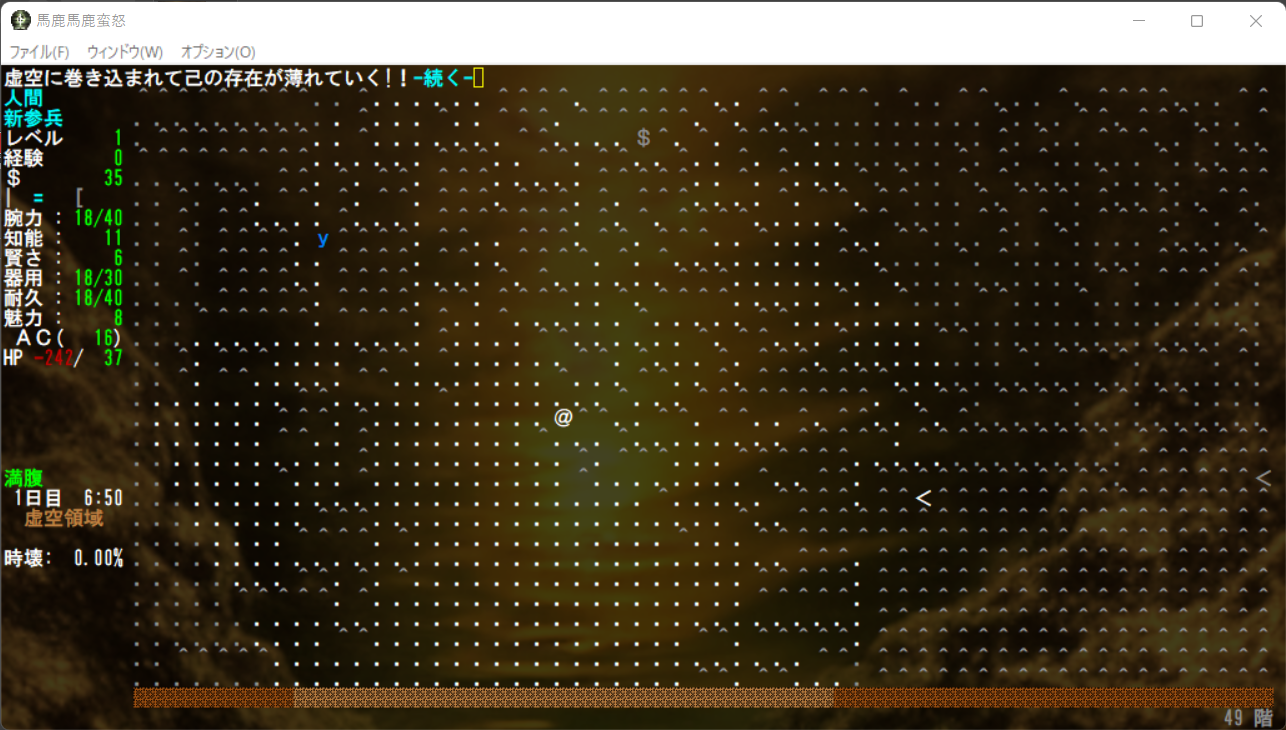 馬鹿馬鹿蛮怒
ファイル(F) ウィンドウ(W) オプション(O)
虚空に巻き込まれて己の存在が薄れていく!!-続く-
人間
新参兵
レベル 1
経験 0
$ 35
| = [
腕力 : 18/40
知能 : 11
賢さ : 6
器用 : 18/30
耐久 : 18/40
魅力 : 8
AC( 16)
HP -242/ 37
$
y
@
<
<
満腹
1日目 6:50
虚空領域
時壊: 0.00%
49 階